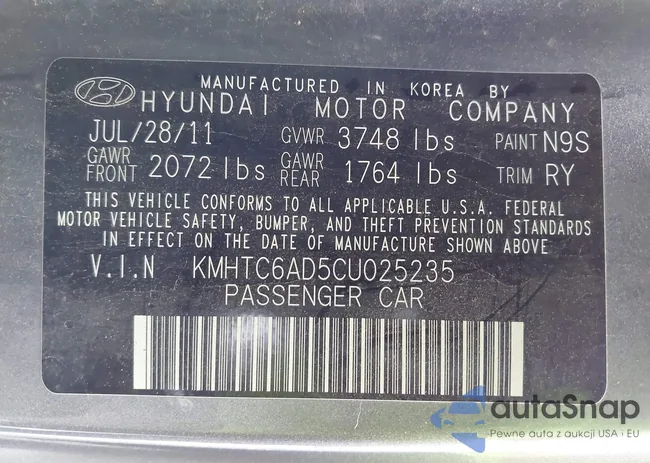 MANUFACTURED IN KOREA BY
HYUNDAI MOTOR COMPANY
JUL/28/11 GVWR 3748 lbs PAINT N9S
GAWR FRONT 2072 lbs GAWR REAR 1764 lbs TRIM RY
THIS VEHICLE CONFORMS TO ALL APPLICABLE U.S.A. FEDERAL
MOTOR VEHICLE SAFETY, BUMPER, AND THEFT PREVENTION STANDARDS
IN EFFECT ON THE DATE OF MANUFACTURE SHOWN ABOVE
V.I.N KMHTC6AD5CU025235
PASSENGER CAR
autaSnap
Pewne auta z aukcji USA i EU